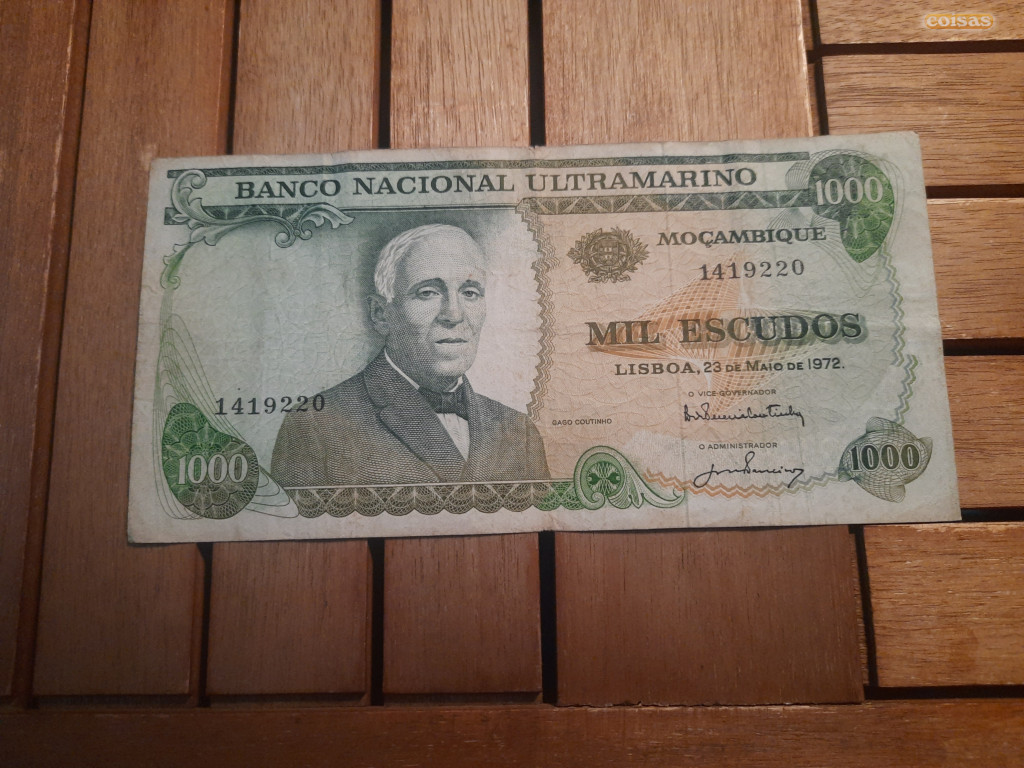 coisas
BANCO NACIONAL ULTRAMARINO
1000
MOÇAMBIQUE
1419220
MIL ESCUDOS
LISBOA, 23 DE MAIO DE 1972.
O VICE-GOVERNADOR
1419220
GAGO COUTINHO
O ADMINISTRADOR
1000
1000